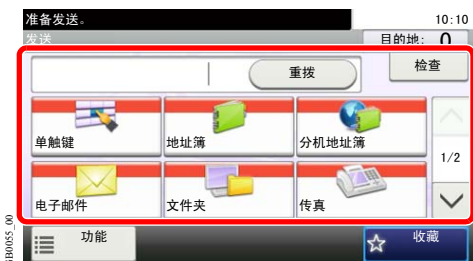 准备发送。 10:10
发送 目的地: 0
重拨 检查
单触键 地址簿 分机地址簿
1/2
电子邮件 文件夹 传真
功能 收藏
GB0055_00